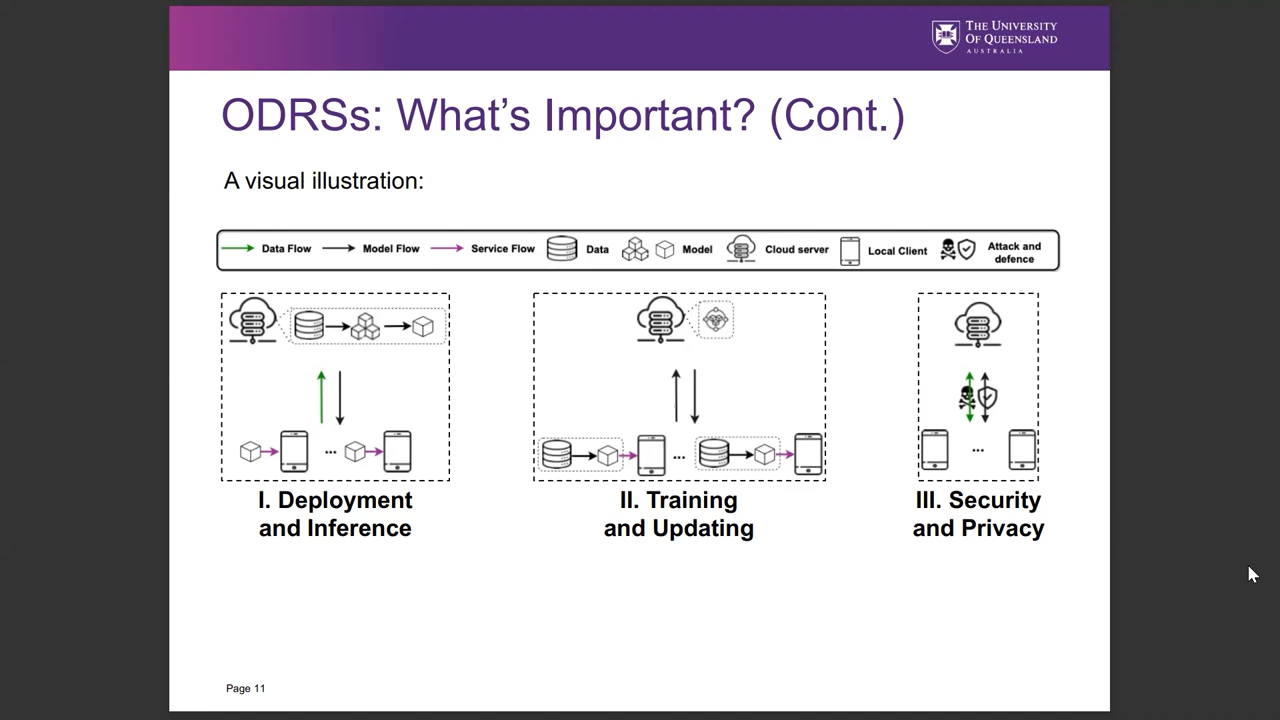 THE UNIVERSITY
OF QUEENSLAND
AUSTRALIA
ODRSs: What's Important? (Cont.)
A visual illustration:
Data Flow Model Flow Service Flow Data Model Cloud server Local Client Attack and defence
... ... ...
I. Deployment
and Inference
II. Training
and Updating
III. Security
and Privacy
Page 11